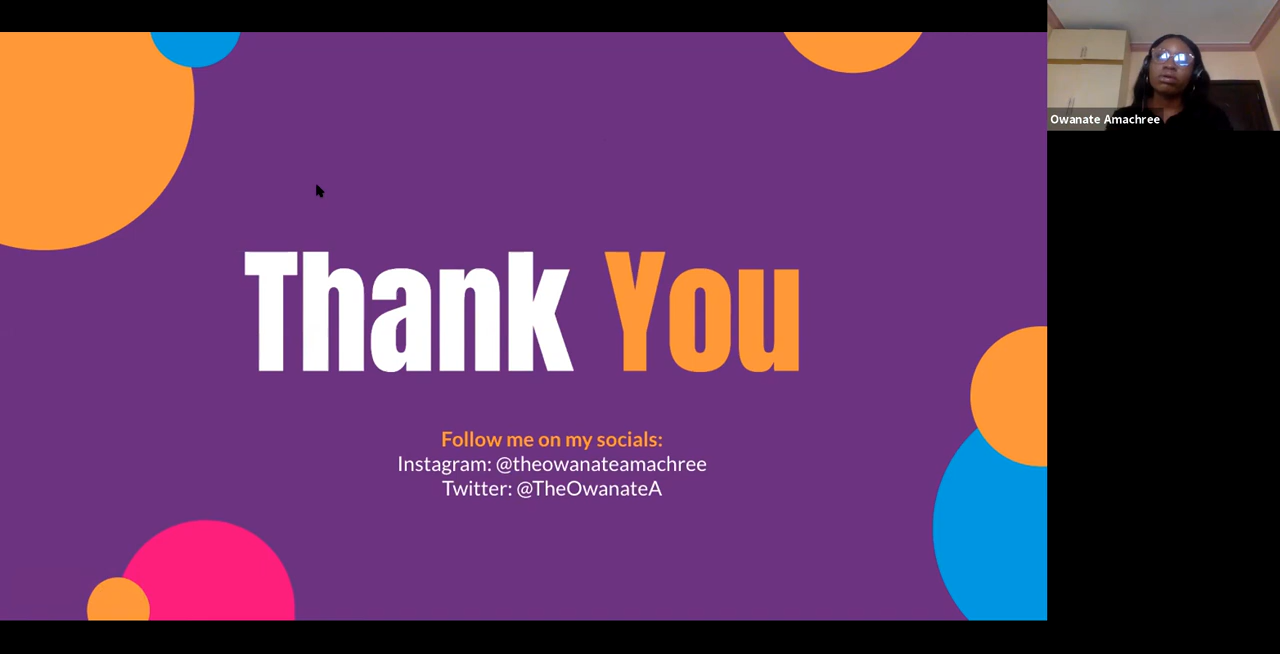 Thank You
Follow me on my socials:
Instagram: @theowanateamachree
Twitter: @TheOwanateA
Owanate Amachree